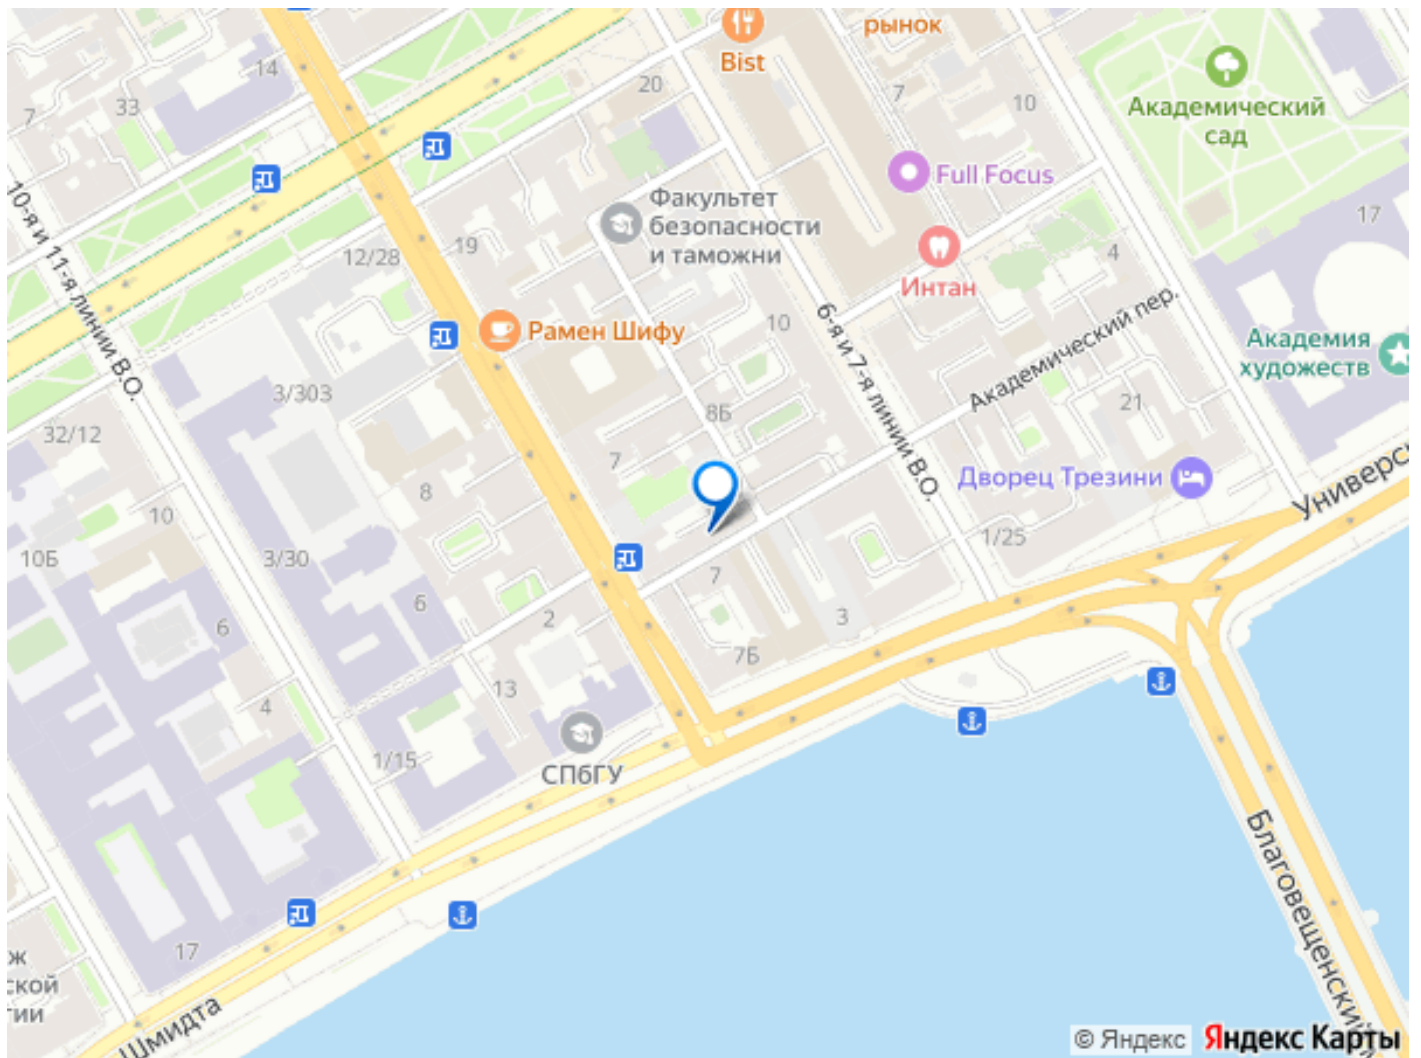 рынок
Bist
14
20
7
33
7
10
Академический
сад
Full Focus
Факультет
безопасности
и таможни
17
19
12/28
4
Интан
10-я и 11-я линии В.О.
6-я и 7-я линии В.О.
Академический пер.
10
Рамен Шифу
Академия
художеств
3/303
8Б
21
32/12
7
Дворец Трезини
8
10
Универс
1/25
10Б
3/30
7
6
2
3
6
7Б
13
4
СПбГУ
1/15
Благовещенский
17
ж
ской
гии
Шмидта
© Яндекс Яндекс Карты